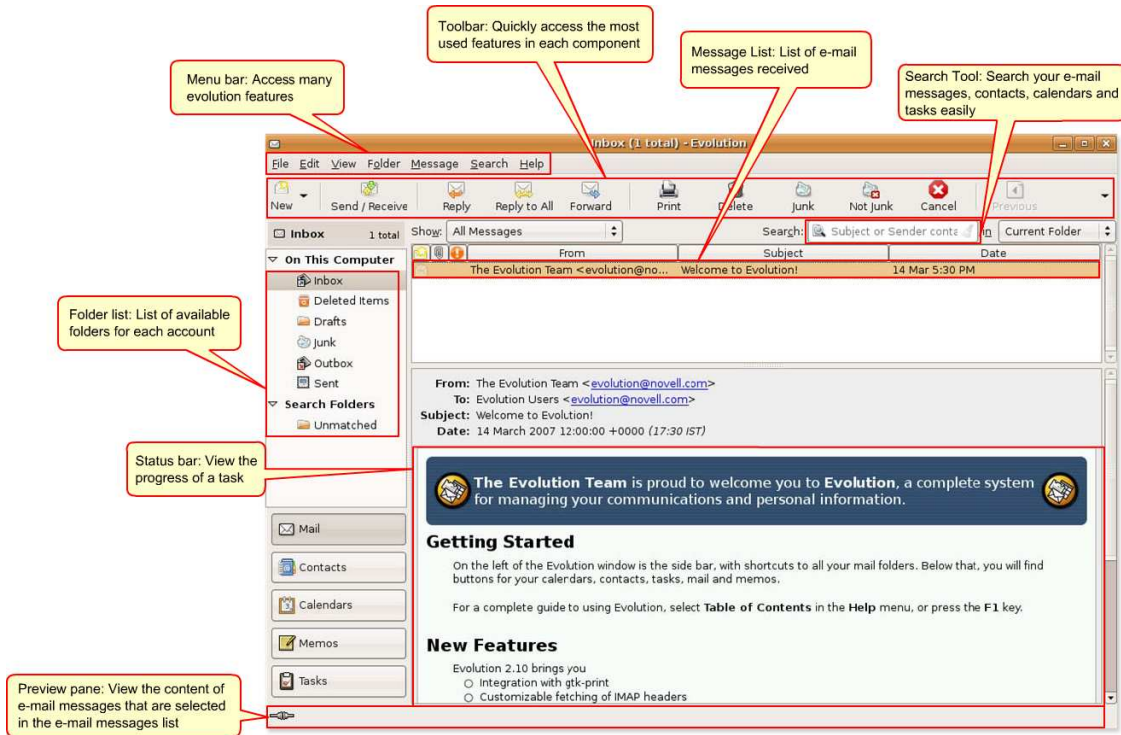 Toolbar: Quickly access the most
used features in each component
Message List: List of e-mail
messages received
Menu bar: Access many
evolution features
Search Tool: Search your e-mail
messages, contacts, calendars and
tasks easily
Inbox (1 total) - Evolution
File Edit View Folder Message Search Help
New Send / Receive Reply Reply to All Forward Print Delete Junk Not Junk Cancel Previous
Inbox 1 total Show: All Messages Search: Subject or Sender conta in Current Folder
From Subject Date
The Evolution Team <evolution@no... Welcome to Evolution! 14 Mar 5:30 PM
On This Computer
Inbox
Deleted Items
Drafts
Junk
Outbox
Sent
Search Folders
Unmatched
Folder list: List of available
folders for each account
From: The Evolution Team <evolution@novell.com>
To: Evolution Users <evolution@novell.com>
Subject: Welcome to Evolution!
Date: 14 March 2007 12:00:00 +0000 (17:30 IST)
Status bar: View the
progress of a task
The Evolution Team is proud to welcome you to Evolution, a complete system
for managing your communications and personal information.
Getting Started
On the left of the Evolution window is the side bar, with shortcuts to all your mail folders. Below that, you will find
buttons for your calendars, contacts, tasks, mail and memos.
For a complete guide to using Evolution, select Table of Contents in the Help menu, or press the F1 key.
New Features
Evolution 2.10 brings you
Integration with gtk-print
Customizable fetching of IMAP headers
Mail
Contacts
Calendars
Memos
Tasks
Preview pane: View the content of
e-mail messages that are selected
in the e-mail messages list